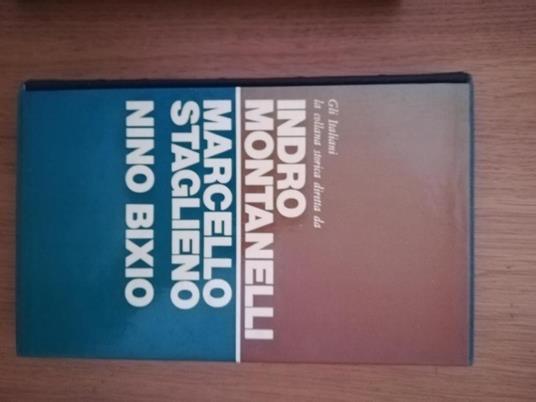 Gli Italiani
la collana storica diretta da
INDRO
MONTANELLI
MARCELLO
STAGLIENO
NINO BIXIO